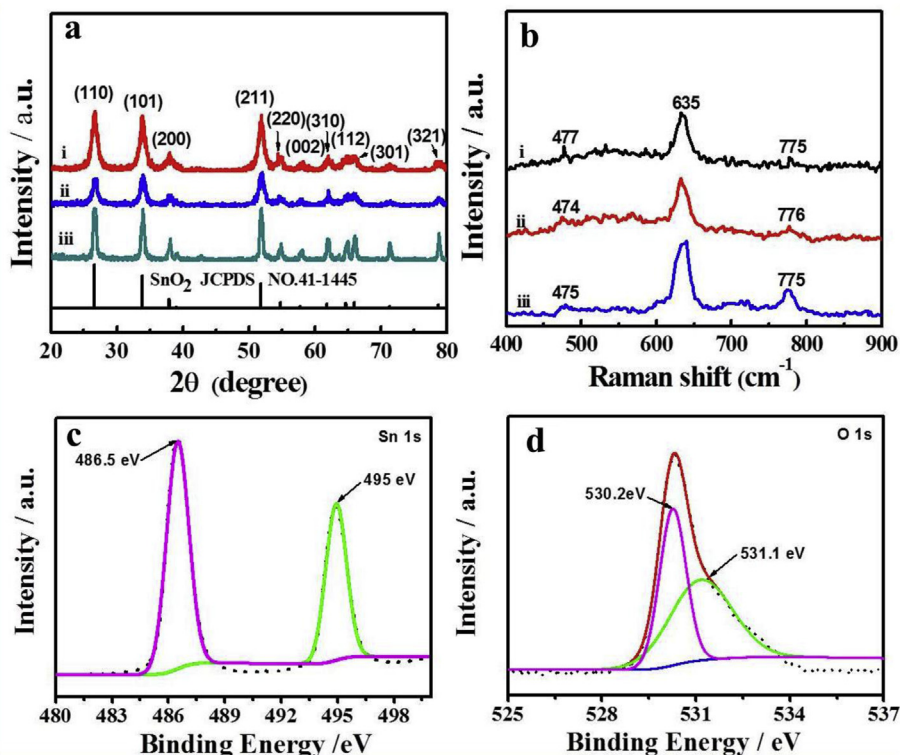 a
(110)
(101)
(200)
(211)
(220)
(002)
(310)
(112)
(301)
(321)
i
ii
iii
SnO2 JCPDS NO.41-1445
20 30 40 50 60 70 80
2θ (degree)
Intensity / a.u.
b
635
477
775
i
474
776
ii
475
775
iii
400 500 600 700 800 900
Raman shift (cm-1)
Intensity / a.u.
c
Sn 1s
486.5 eV
495 eV
480 483 486 489 492 495 498
Binding Energy /eV
Intensity / a.u.
d
O 1s
530.2eV
531.1 eV
525 528 531 534 537
Binding Energy /eV
Intensity / a.u.